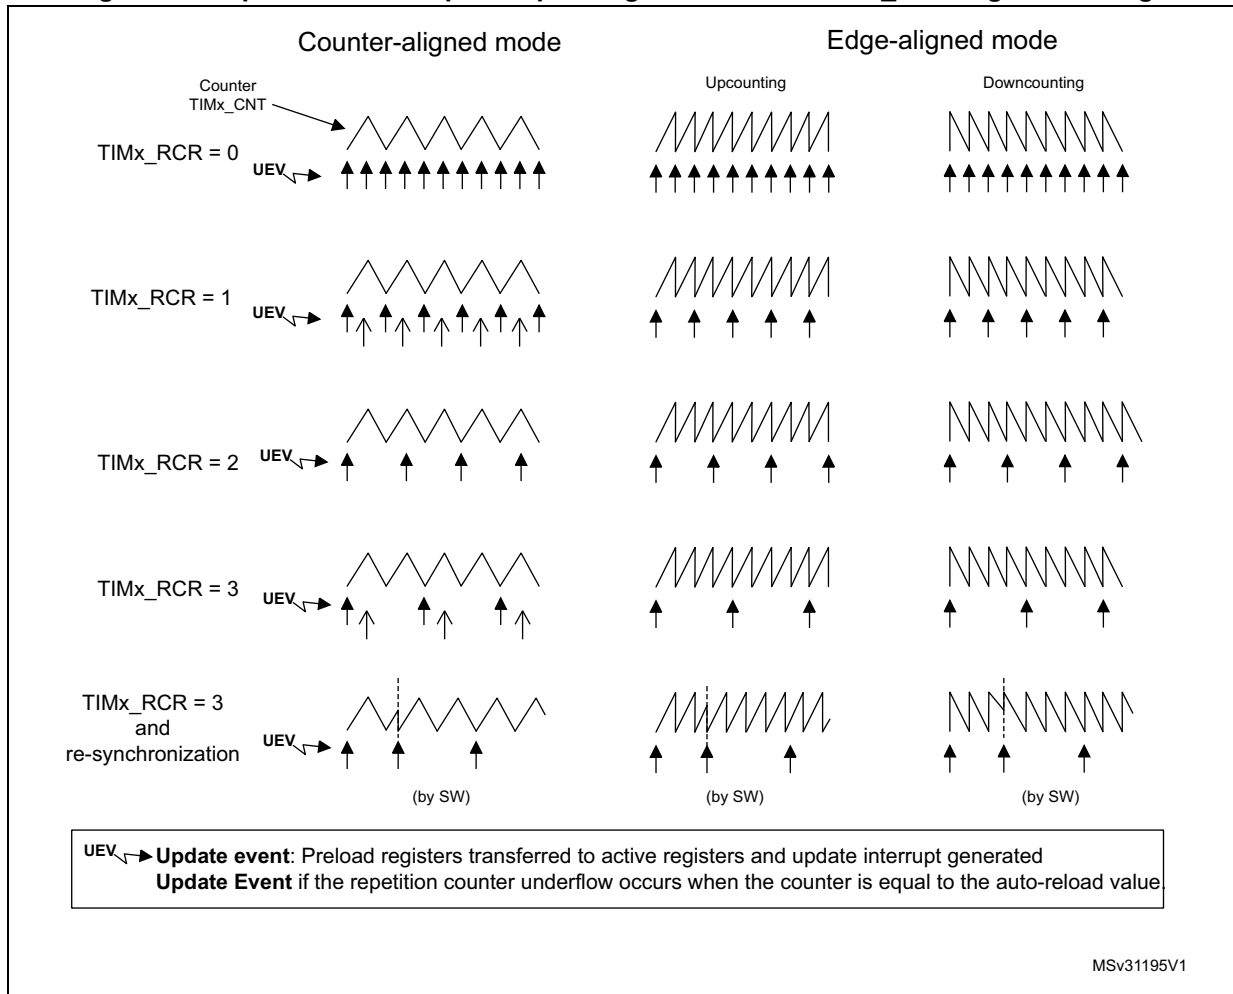 Counter-aligned mode
Edge-aligned mode
Counter
TIMx_CNT
Upcounting
Downcounting
TIMx_RCR = 0
UEV
TIMx_RCR = 1
UEV
TIMx_RCR = 2
UEV
TIMx_RCR = 3
UEV
TIMx_RCR = 3
and
re-synchronization
UEV
(by SW)
(by SW)
(by SW)
UEV Update event: Preload registers transferred to active registers and update interrupt generated
Update Event if the repetition counter underflow occurs when the counter is equal to the auto-reload value.
MSv31195V1